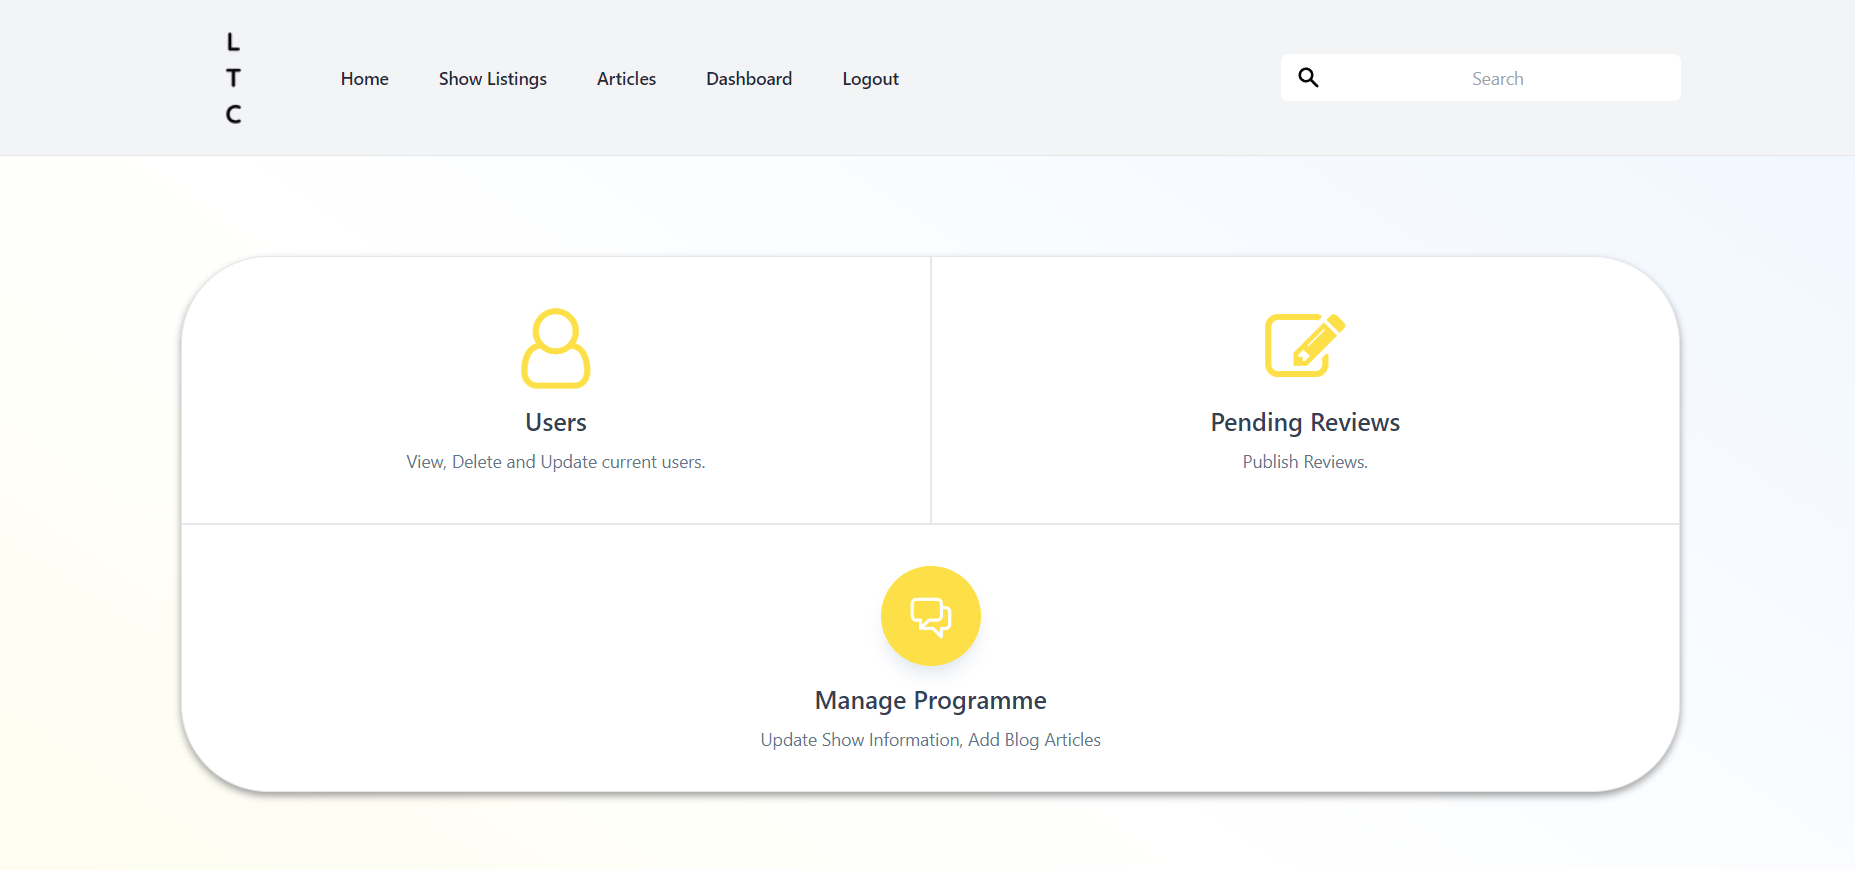 L
T
C
Home Show Listings Articles Dashboard Logout Search
Users
View, Delete and Update current users.
Pending Reviews
Publish Reviews.
Manage Programme
Update Show Information, Add Blog Articles